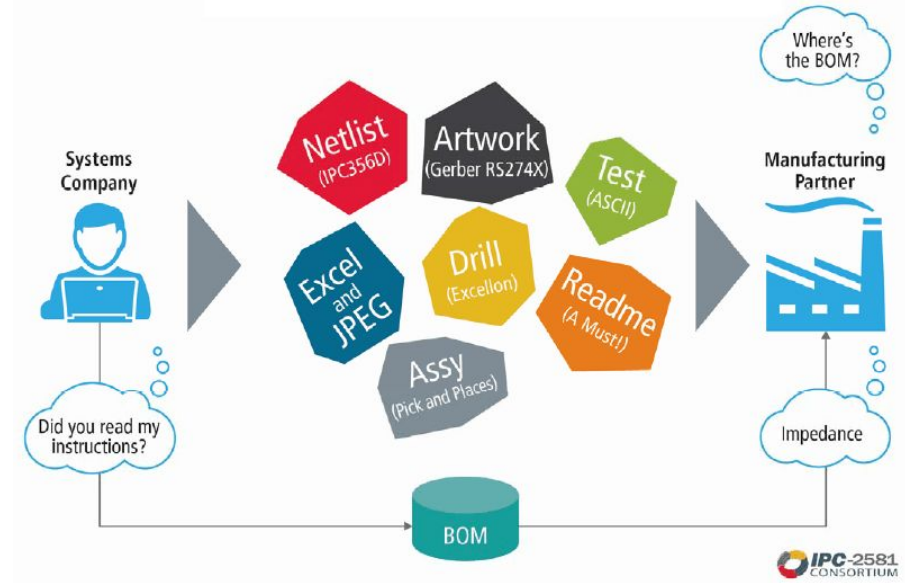 Where's
the BOM?
Systems
Company
Netlist
(IPC356D)
Artwork
(Gerber RS274X)
Test
(ASCII)
Manufacturing
Partner
Excel
and
JPEG
Drill
(Excellon)
Readme
(A Must!)
Assy
(Pick and Places)
Did you read my
instructions?
Impedance
BOM
IPC-2581
CONSORTIUM